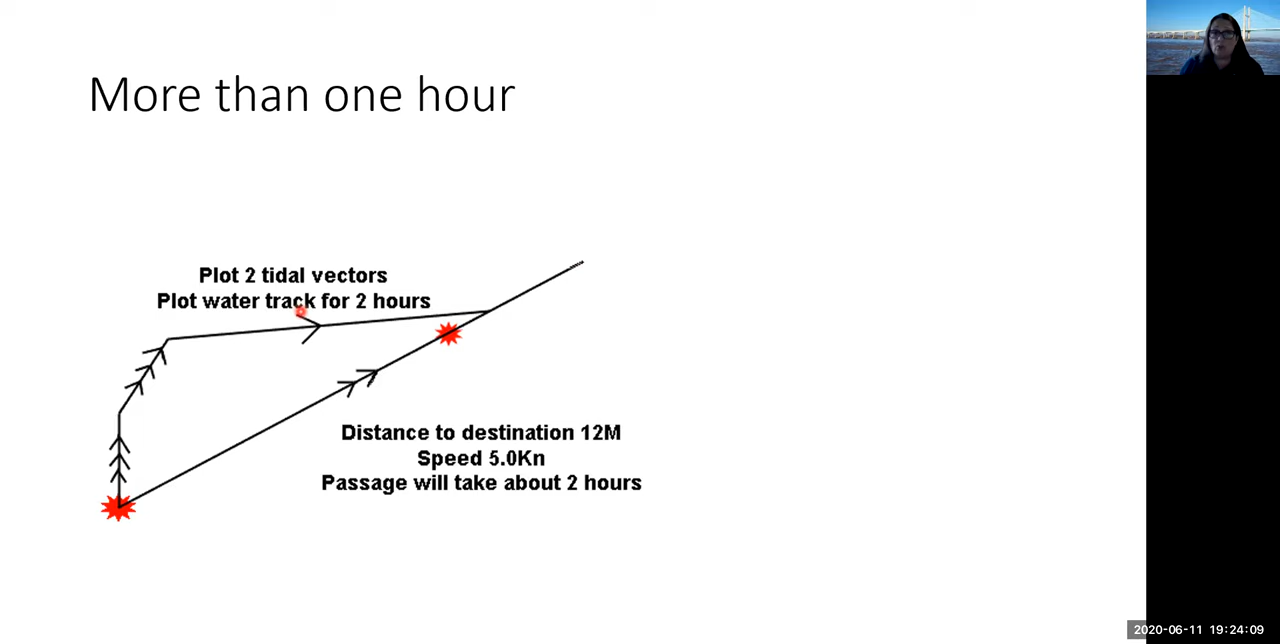 More than one hour
Plot 2 tidal vectors
Plot water track for 2 hours
Distance to destination 12M
Speed 5.0Kn
Passage will take about 2 hours
2020-06-11 19:24:09